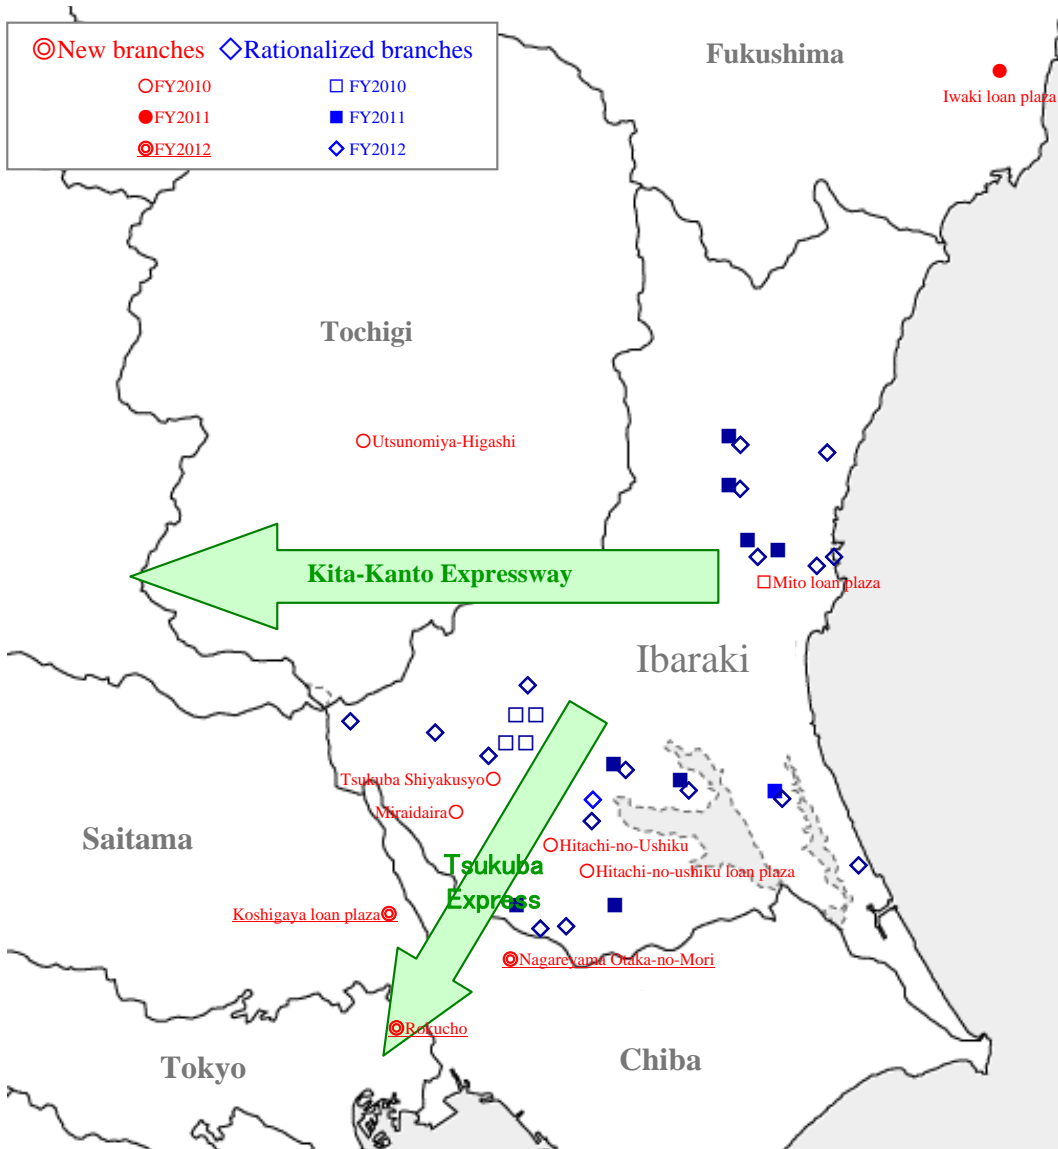 New branches
Rationalized branches
FY2010
FY2010
FY2011
FY2011
FY2012
FY2012
Fukushima
Iwaki loan plaza
Tochigi
Utsunomiya-Higashi
Kita-Kanto Expressway
Mito loan plaza
Ibaraki
Tsukuba Shiyakusyo
Miraidaira
Saitama
Hitachi-no-Ushiku
Tsukuba
Express
Hitachi-no-ushiku loan plaza
Koshigaya loan plaza
Nagareyama Otaka-no-Mori
Rokucho
Tokyo
Chiba